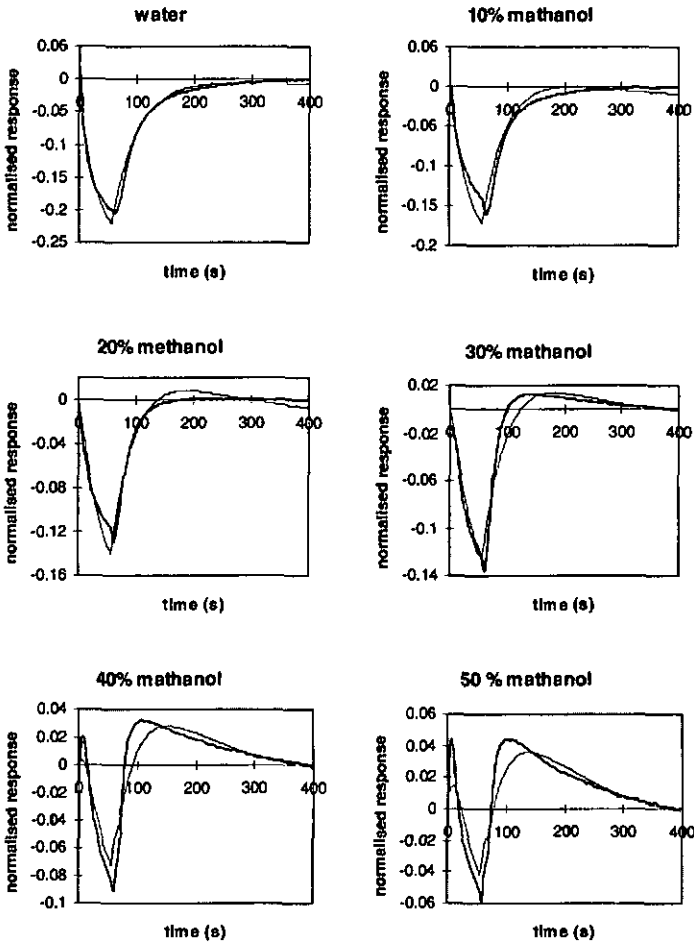 water
0.06
0
-0.05
-0.1
-0.15
-0.2
-0.25
0 100 200 300 400
normalised response
time (s)
10% mathanol
0.06
0
-0.06
-0.1
-0.15
-0.2
0 100 200 300 400
normalised response
time (s)
20% methanol
0
-0.04
-0.08
-0.12
-0.16
0 100 200 300 400
normalised response
time (s)
30% mathanol
0.02
-0.02
-0.06
-0.1
-0.14
0 100 200 300 400
normalised response
time (s)
40% mathanol
0.04
0.02
0
-0.02
-0.04
-0.06
-0.08
-0.1
0 100 200 300 400
normalised response
time (s)
50 % mathanol
0.06
0.04
0.02
0
-0.02
-0.04
-0.06
0 100 200 300 400
normalised response
time (s)